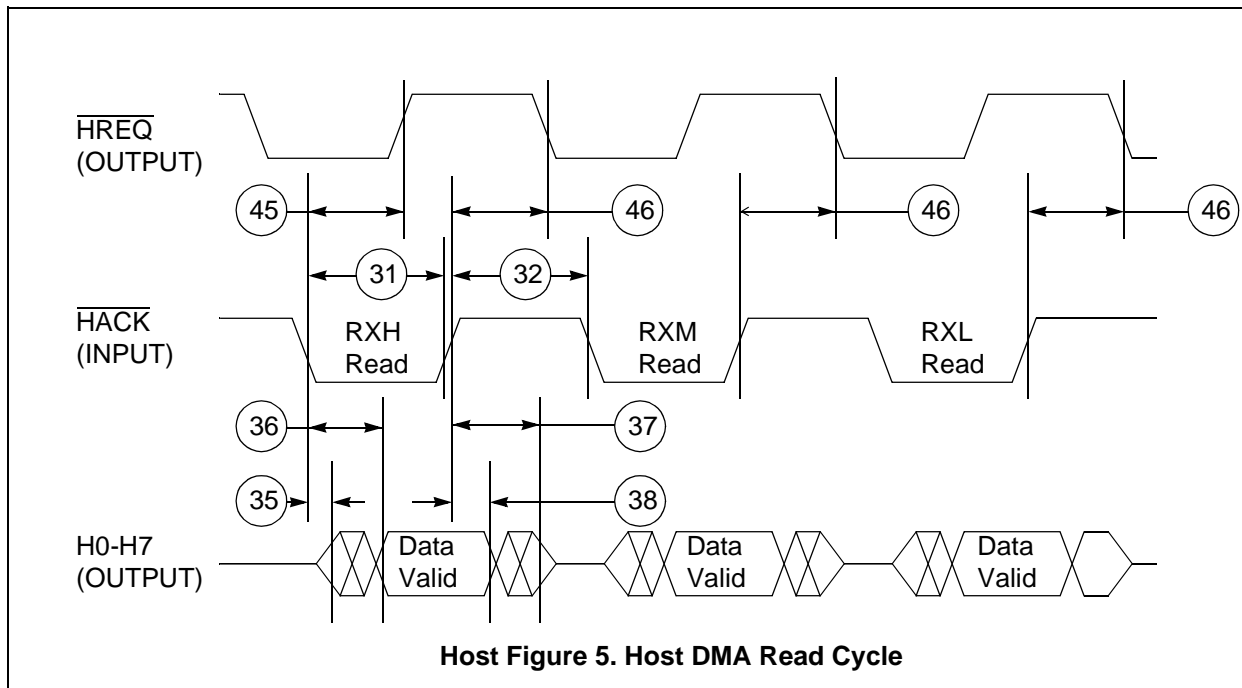 HREQ
(OUTPUT)
45
46
46
46
31
32
HACK
(INPUT)
RXH
Read
RXM
Read
RXL
Read
36
37
35
38
H0-H7
(OUTPUT)
Data
Valid
Data
Valid
Data
Valid
Host Figure 5. Host DMA Read Cycle